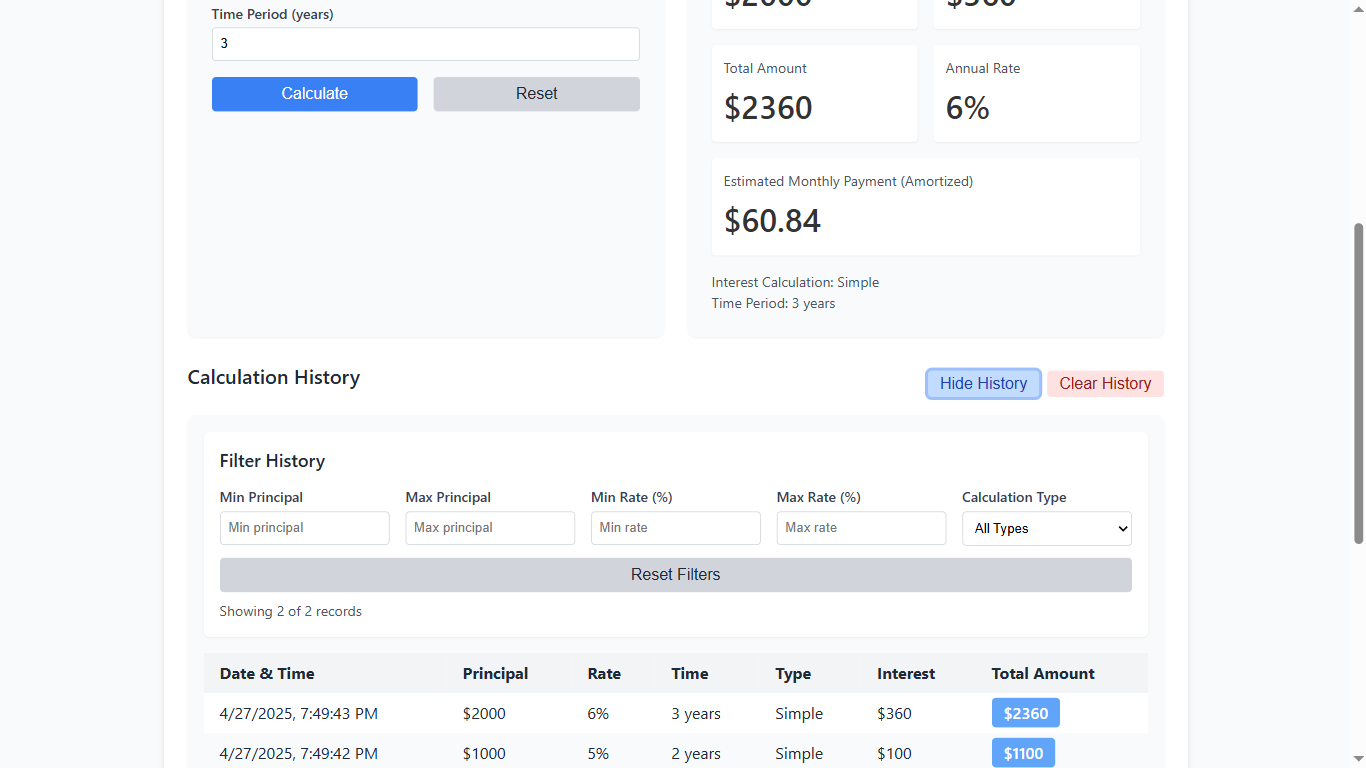 Time Period (years)
3
Calculate Reset
$2000 $360
Total Amount Annual Rate
$2360 6%
Estimated Monthly Payment (Amortized)
$60.84
Interest Calculation: Simple
Time Period: 3 years
Calculation History Hide History Clear History
Filter History
Min Principal Max Principal Min Rate (%) Max Rate (%) Calculation Type
Min principal Max principal Min rate Max rate All Types
Reset Filters
Showing 2 of 2 records
Date & Time Principal Rate Time Type Interest Total Amount
4/27/2025, 7:49:43 PM $2000 6% 3 years Simple $360 $2360
4/27/2025, 7:49:42 PM $1000 5% 2 years Simple $100 $1100